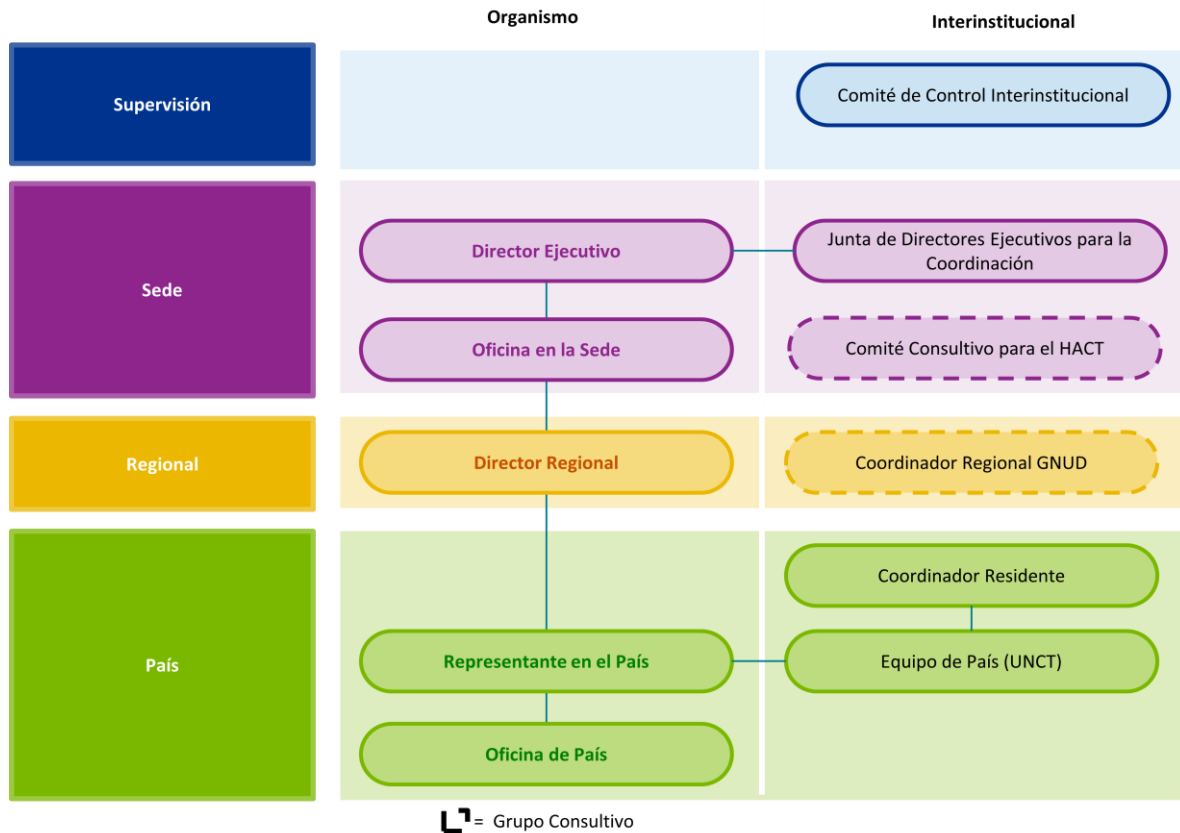 Organismo
Interinstitucional
Supervisión
Comité de Control Interinstitucional
Sede
Director Ejecutivo
Junta de Directores Ejecutivos para la
Coordinación
Oficina en la Sede
Comité Consultivo para el HACT
Regional
Director Regional
Coordinador Regional GNUD
País
Coordinador Residente
Representante en el País
Equipo de País (UNCT)
Oficina de País
= Grupo Consultivo